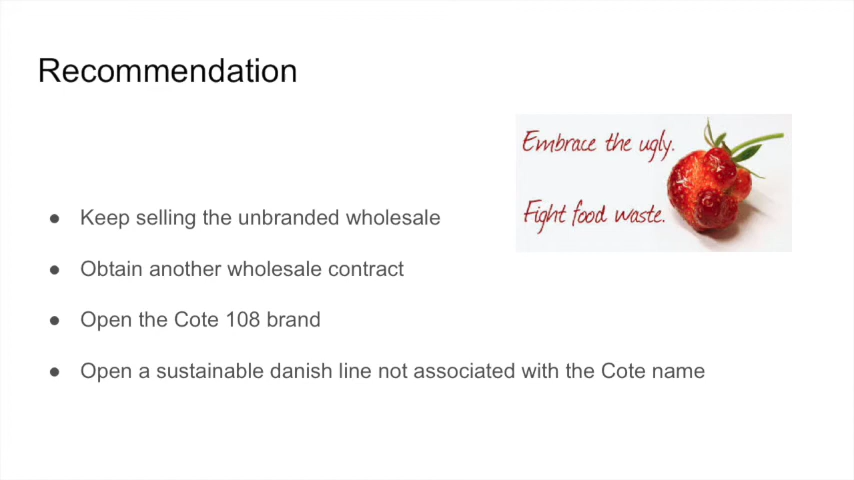 Recommendation
Embrace the ugly.
Fight food waste.
● Keep selling the unbranded wholesale
● Obtain another wholesale contract
● Open the Cote 108 brand
● Open a sustainable danish line not associated with the Cote name